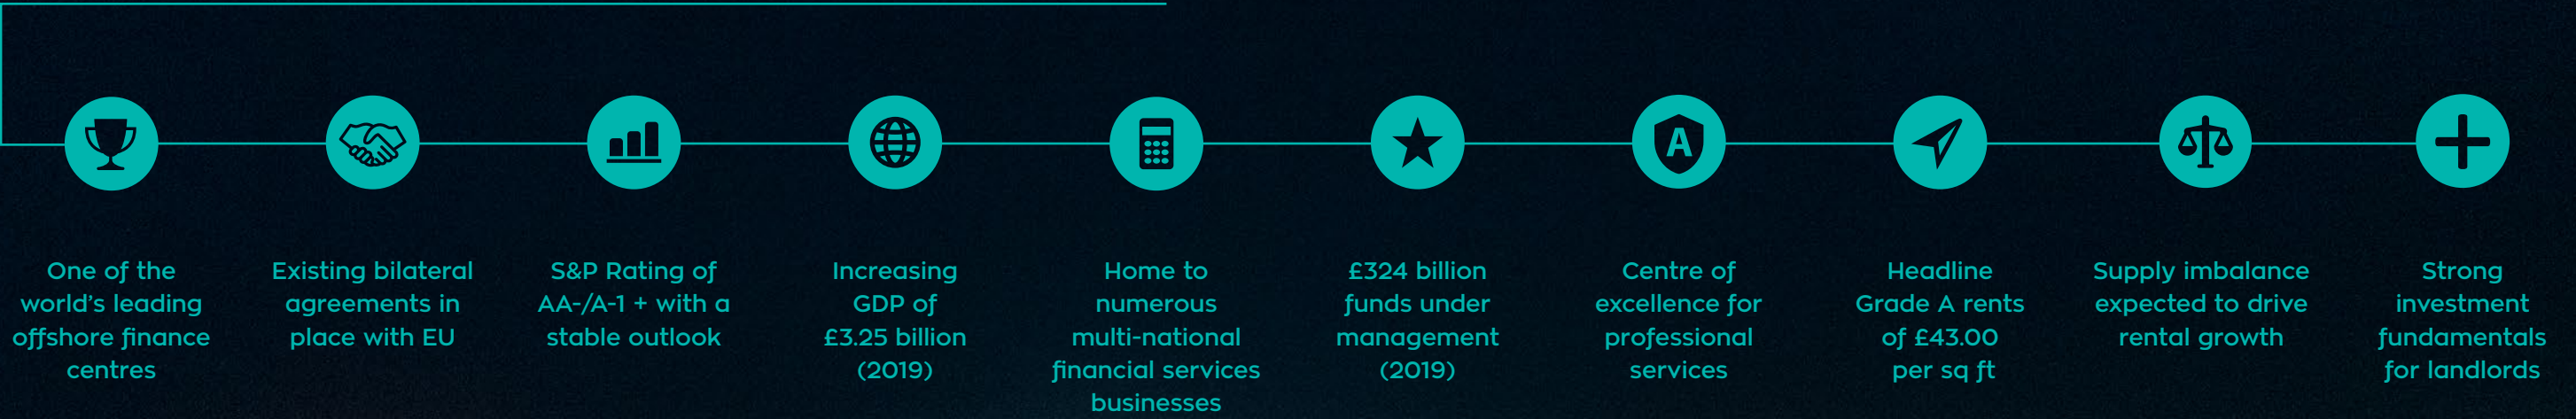 One of the
world's leading
offshore finance
centres
Existing bilateral
agreements in
place with EU
S&P Rating of
AA-/A-1 + with a
stable outlook
Increasing
GDP of
£3.25 billion
(2019)
Home to
numerous
multi-national
financial services
businesses
£324 billion
funds under
management
(2019)
A
Centre of
excellence for
professional
services
Headline
Grade A rents
of £43.00
per sq ft
Supply imbalance
expected to drive
rental growth
Strong
investment
fundamentals
for landlords